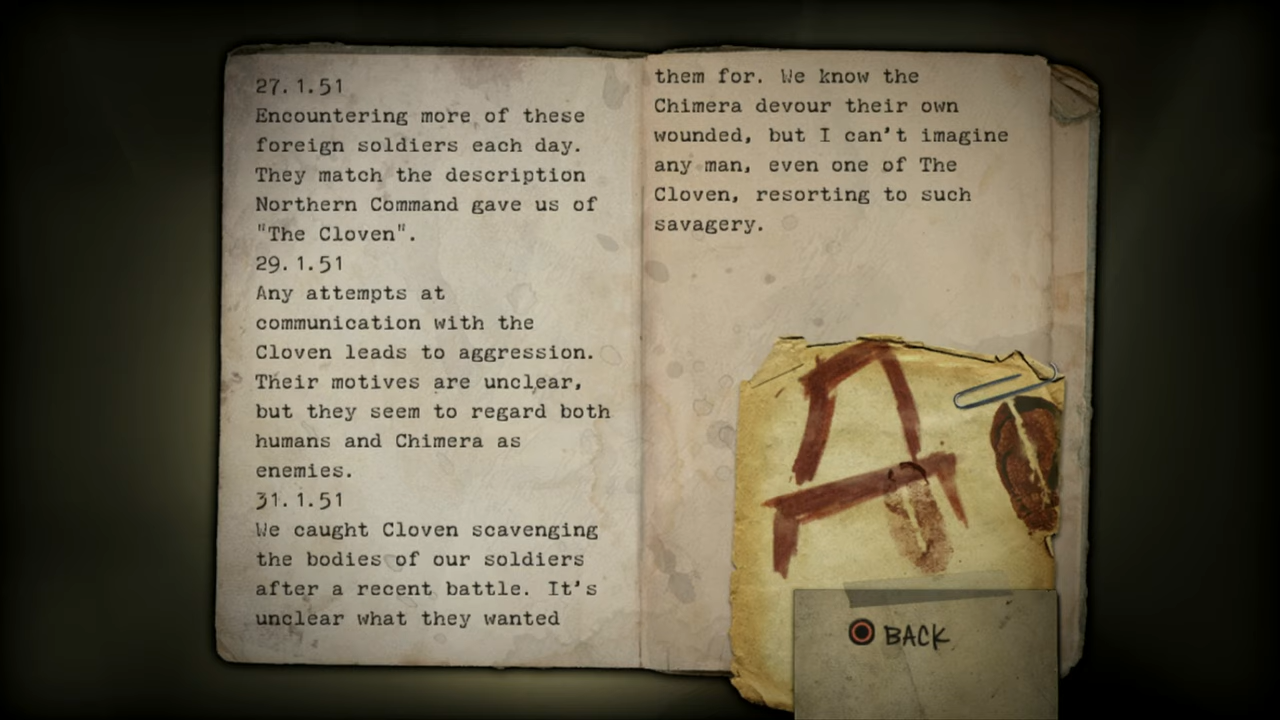 27.1.51
Encountering more of these
foreign soldiers each day.
They match the description
Northern Command gave us of
"The Cloven".
29.1.51
Any attempts at
communication with the
Cloven leads to aggression.
Their motives are unclear,
but they seem to regard both
humans and Chimera as
enemies.
31.1.51
We caught Cloven scavenging
the bodies of our soldiers
after a recent battle. It's
unclear what they wanted
them for. We know the
Chimera devour their own
wounded, but I can't imagine
any man, even one of The
Cloven, resorting to such
savagery.
Д
BACK